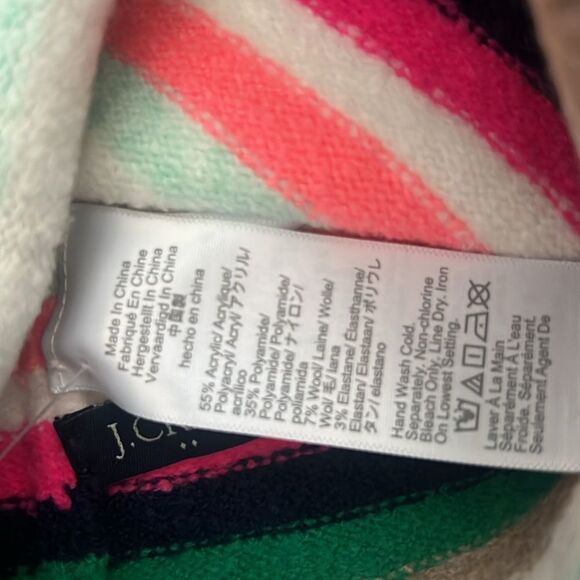 Made In China
Fabriqué En Chine
Hergestellt In China
Vervaardigd In China
中国製
hecho en china
55% Acrylic/ Acrylique/
Polyacryl/ Acryl/ アクリル/
acrílico
35% Polyamide/
Polyamide/ Polyamid/
Polyamide/ ナイロン/
poliamida
7% Wool/ Laine/ Wolle/
Wol/ 毛/ lana
3% Elastane/ Élasthanne/
Elastan/ Elastaan/ ポリウレ
タン/ elastano
Hand Wash Cold.
Separately, Non-chlorine
Bleach Only, Line Dry, Iron
On Lowest Setting.
Laver À La Main
Séparément À L'eau
Froide. Séparément,
Seulement Agent De
J.CR